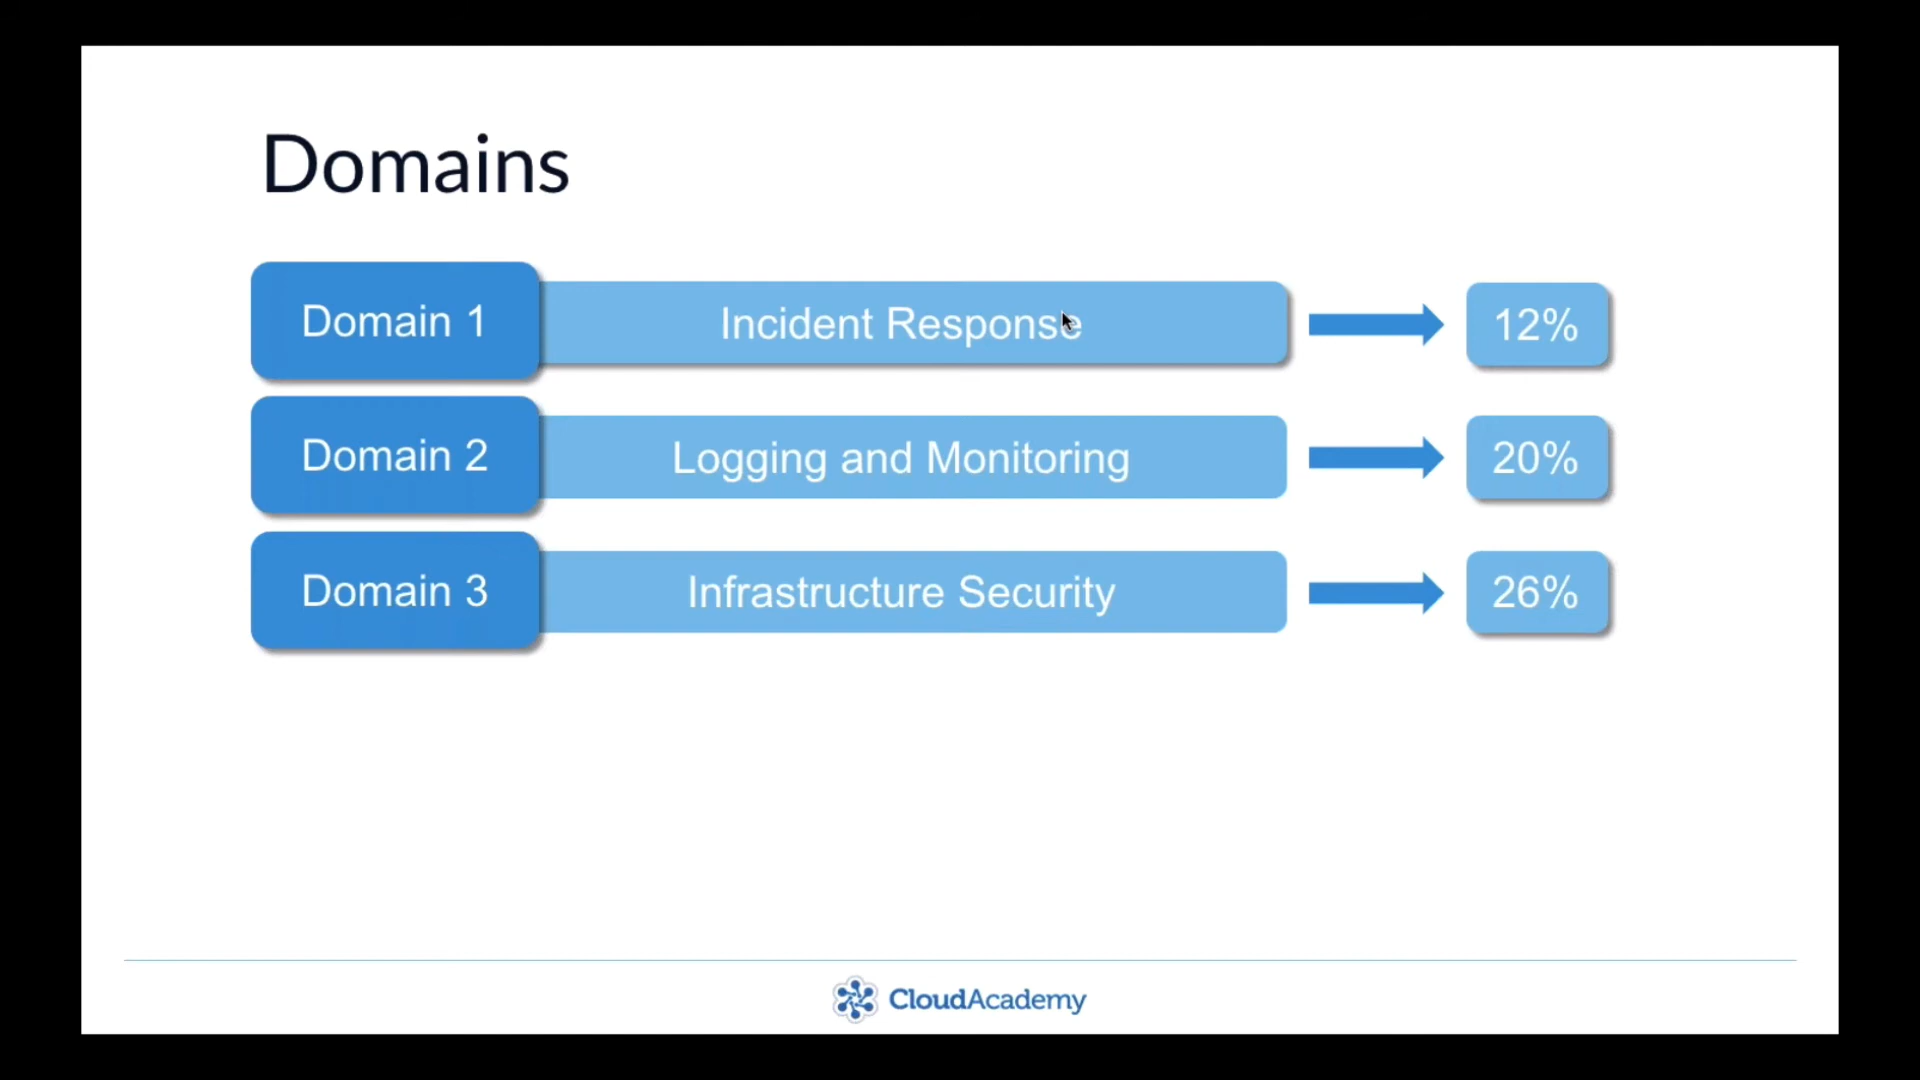 Domains
Domain 1 Incident Response 12%
Domain 2 Logging and Monitoring 20%
Domain 3 Infrastructure Security 26%
CloudAcademy